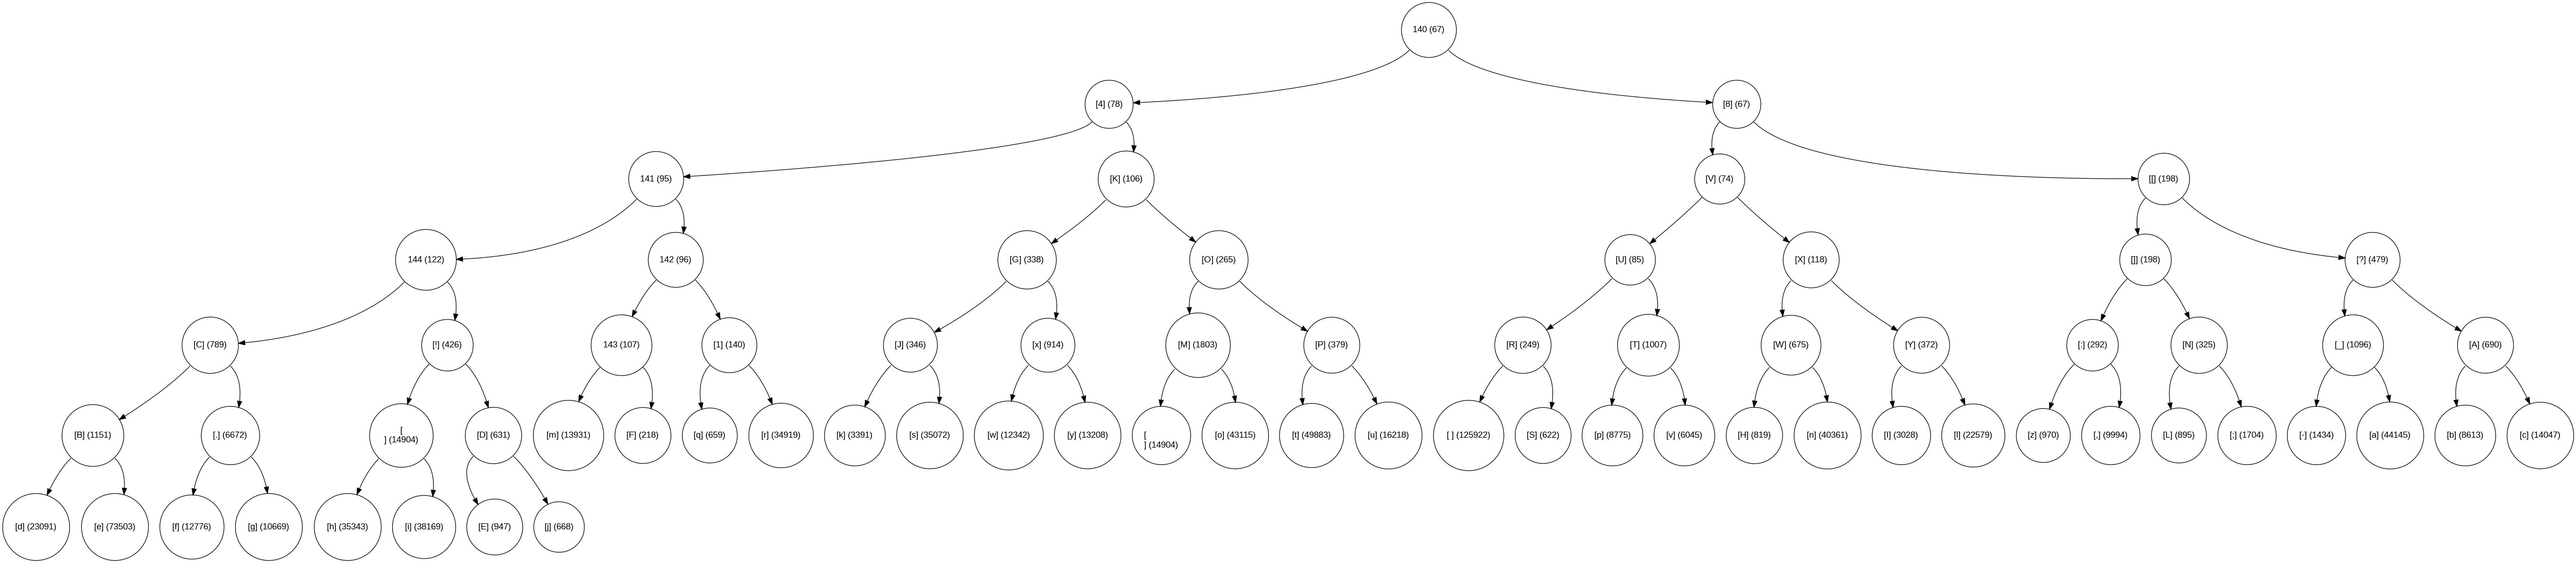 140 (67)
[4] (78)
[8] (67)
141 (95)
[K] (106)
[V] (74)
[[] (198)
144 (122)
142 (96)
[G] (338)
[O] (265)
[U] (85)
[X] (118)
[]] (198)
[?] (479)
[C] (789)
[!] (426)
143 (107)
[1] (140)
[J] (346)
[x] (914)
[M] (1803)
[P] (379)
[R] (249)
[T] (1007)
[W] (675)
[Y] (372)
[:] (292)
[N] (325)
[_] (1096)
[A] (690)
[B] (1151)
[.] (6672)
[
] (14904)
[D] (631)
[m] (13931)
[F] (218)
[q] (659)
[r] (34919)
[k] (3391)
[s] (35072)
[w] (12342)
[y] (13208)
[
] (14904)
[o] (43115)
[t] (49883)
[u] (16218)
[ ] (125922)
[S] (622)
[p] (8775)
[v] (6045)
[H] (819)
[n] (40361)
[I] (3028)
[l] (22579)
[z] (970)
[,] (9994)
[L] (895)
[;] (1704)
[-] (1434)
[a] (44145)
[b] (8613)
[c] (14047)
[d] (23091)
[e] (73503)
[f] (12776)
[g] (10669)
[h] (35343)
[i] (38169)
[E] (947)
[j] (668)